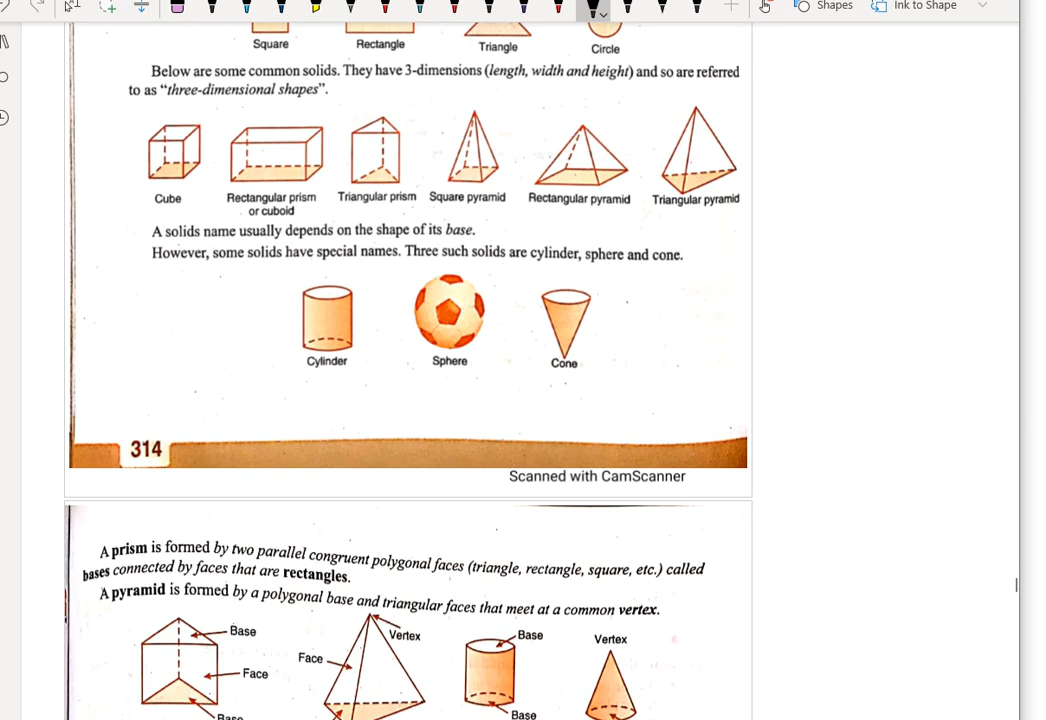 Shapes Ink to Shape
Square Rectangle Triangle Circle
Below are some common solids. They have 3-dimensions (length, width and height) and so are referred
to as “three-dimensional shapes”.
Cube Rectangular prism Triangular prism Square pyramid Rectangular pyramid Triangular pyramid
or cuboid
A solids name usually depends on the shape of its base.
However, some solids have special names. Three such solids are cylinder, sphere and cone.
Cylinder Sphere Cone
314
Scanned with CamScanner
A prism is formed by two parallel congruent polygonal faces (triangle, rectangle, square, etc.) called
bases connected by faces that are rectangles.
A pyramid is formed by a polygonal base and triangular faces that meet at a common vertex.
Base Vertex Base Vertex
Face
Face
Base Base